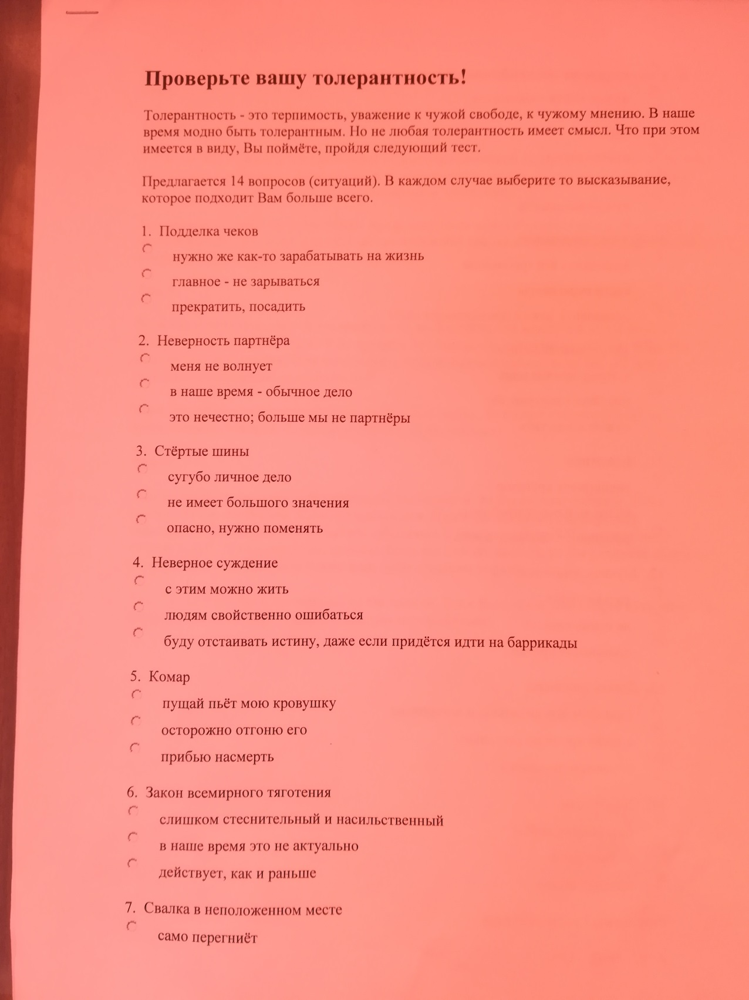 Проверьте вашу толерантность!
Толерантность - это терпимость, уважение к чужой свободе, к чужому мнению. В наше
время модно быть толерантным. Но не любая толерантность имеет смысл. Что при этом
имеется в виду, Вы поймёте, пройдя следующий тест.
Предлагается 14 вопросов (ситуаций). В каждом случае выберите то высказывание,
которое подходит Вам больше всего.
1. Подделка чеков
нужно же как-то зарабатывать на жизнь
главное - не зарываться
прекратить, посадить
2. Неверность партнёра
меня не волнует
в наше время - обычное дело
это нечестно; больше мы не партнёры
3. Стёртые шины
сугубо личное дело
не имеет большого значения
опасно, нужно поменять
4. Неверное суждение
с этим можно жить
людям свойственно ошибаться
буду отстаивать истину, даже если придётся идти на баррикады
5. Комар
пущай пьёт мою кровушку
осторожно отгоню его
прибью насмерть
6. Закон всемирного тяготения
слишком стеснительный и насильственный
в наше время это не актуально
действует, как и раньше
7. Свалка в неположенном месте
само перегниёт